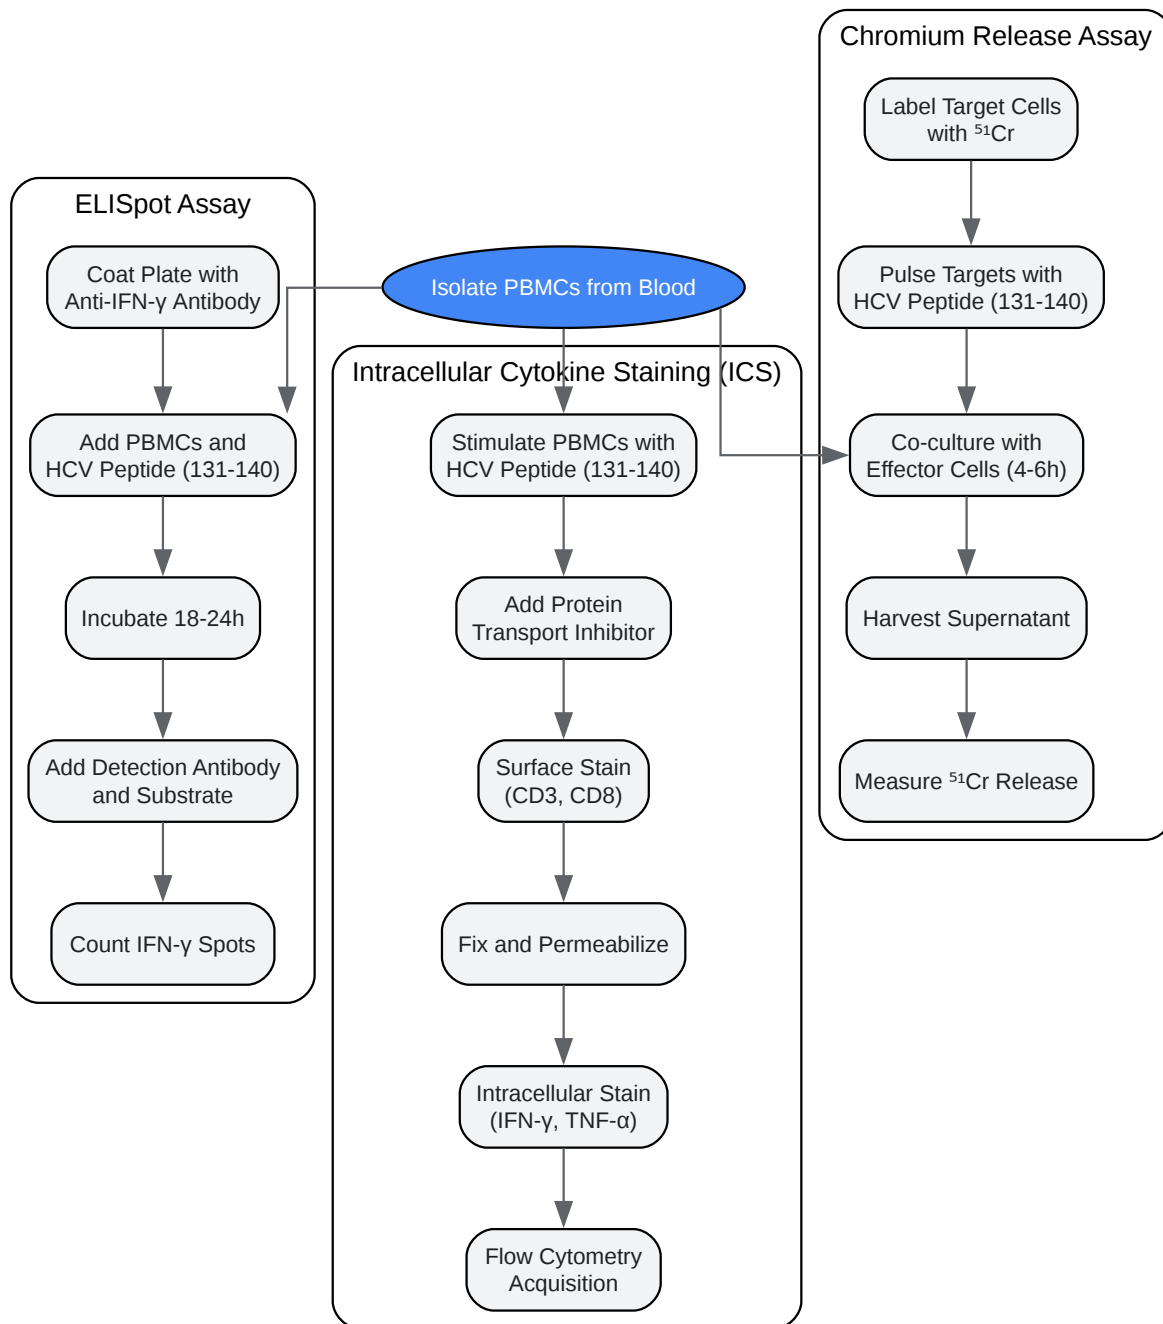 Chromium Release Assay
Label Target Cells
with ⁵¹Cr
Pulse Targets with
HCV Peptide (131-140)
Co-culture with
Effector Cells (4-6h)
Harvest Supernatant
Measure ⁵¹Cr Release
ELISpot Assay
Coat Plate with
Anti-IFN-γ Antibody
Add PBMCs and
HCV Peptide (131-140)
Incubate 18-24h
Add Detection Antibody
and Substrate
Count IFN-γ Spots
Isolate PBMCs from Blood
Intracellular Cytokine Staining (ICS)
Stimulate PBMCs with
HCV Peptide (131-140)
Add Protein
Transport Inhibitor
Surface Stain
(CD3, CD8)
Fix and Permeabilize
Intracellular Stain
(IFN-γ, TNF-α)
Flow Cytometry
Acquisition